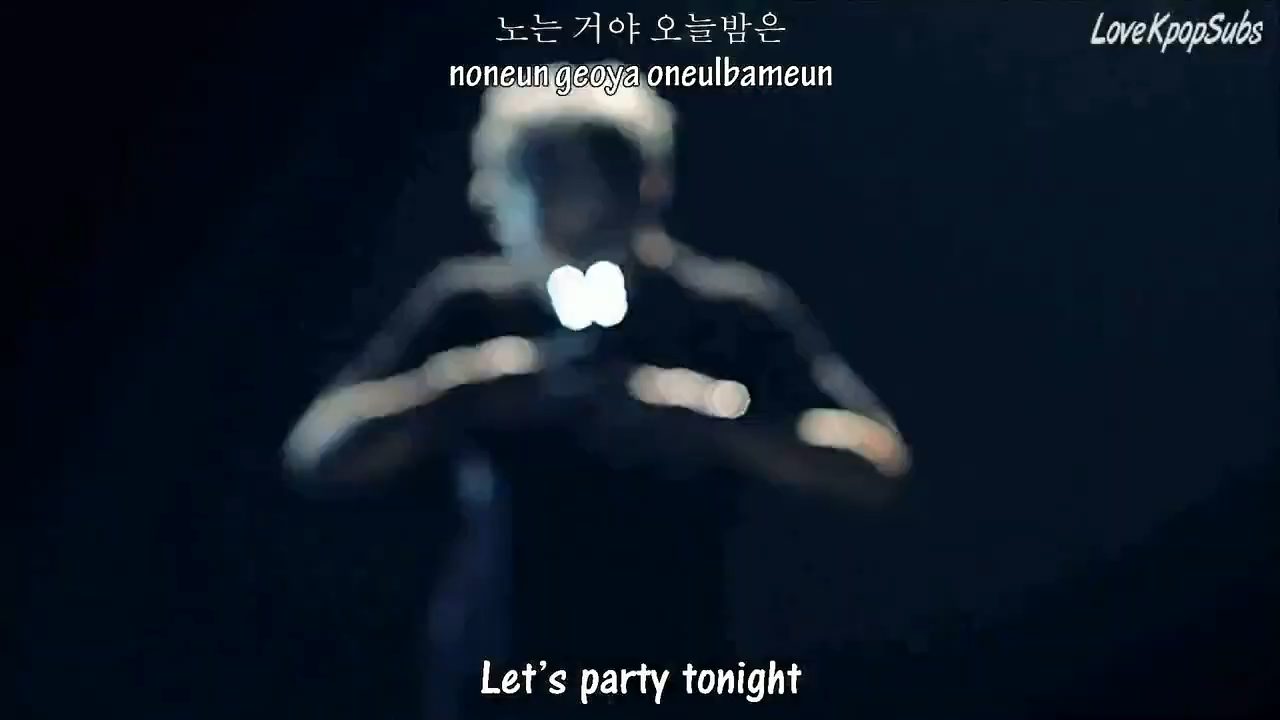 노는 거야 오늘밤은
LoveKpopSubs
noneun geoya oneulbameun
Let's party tonight